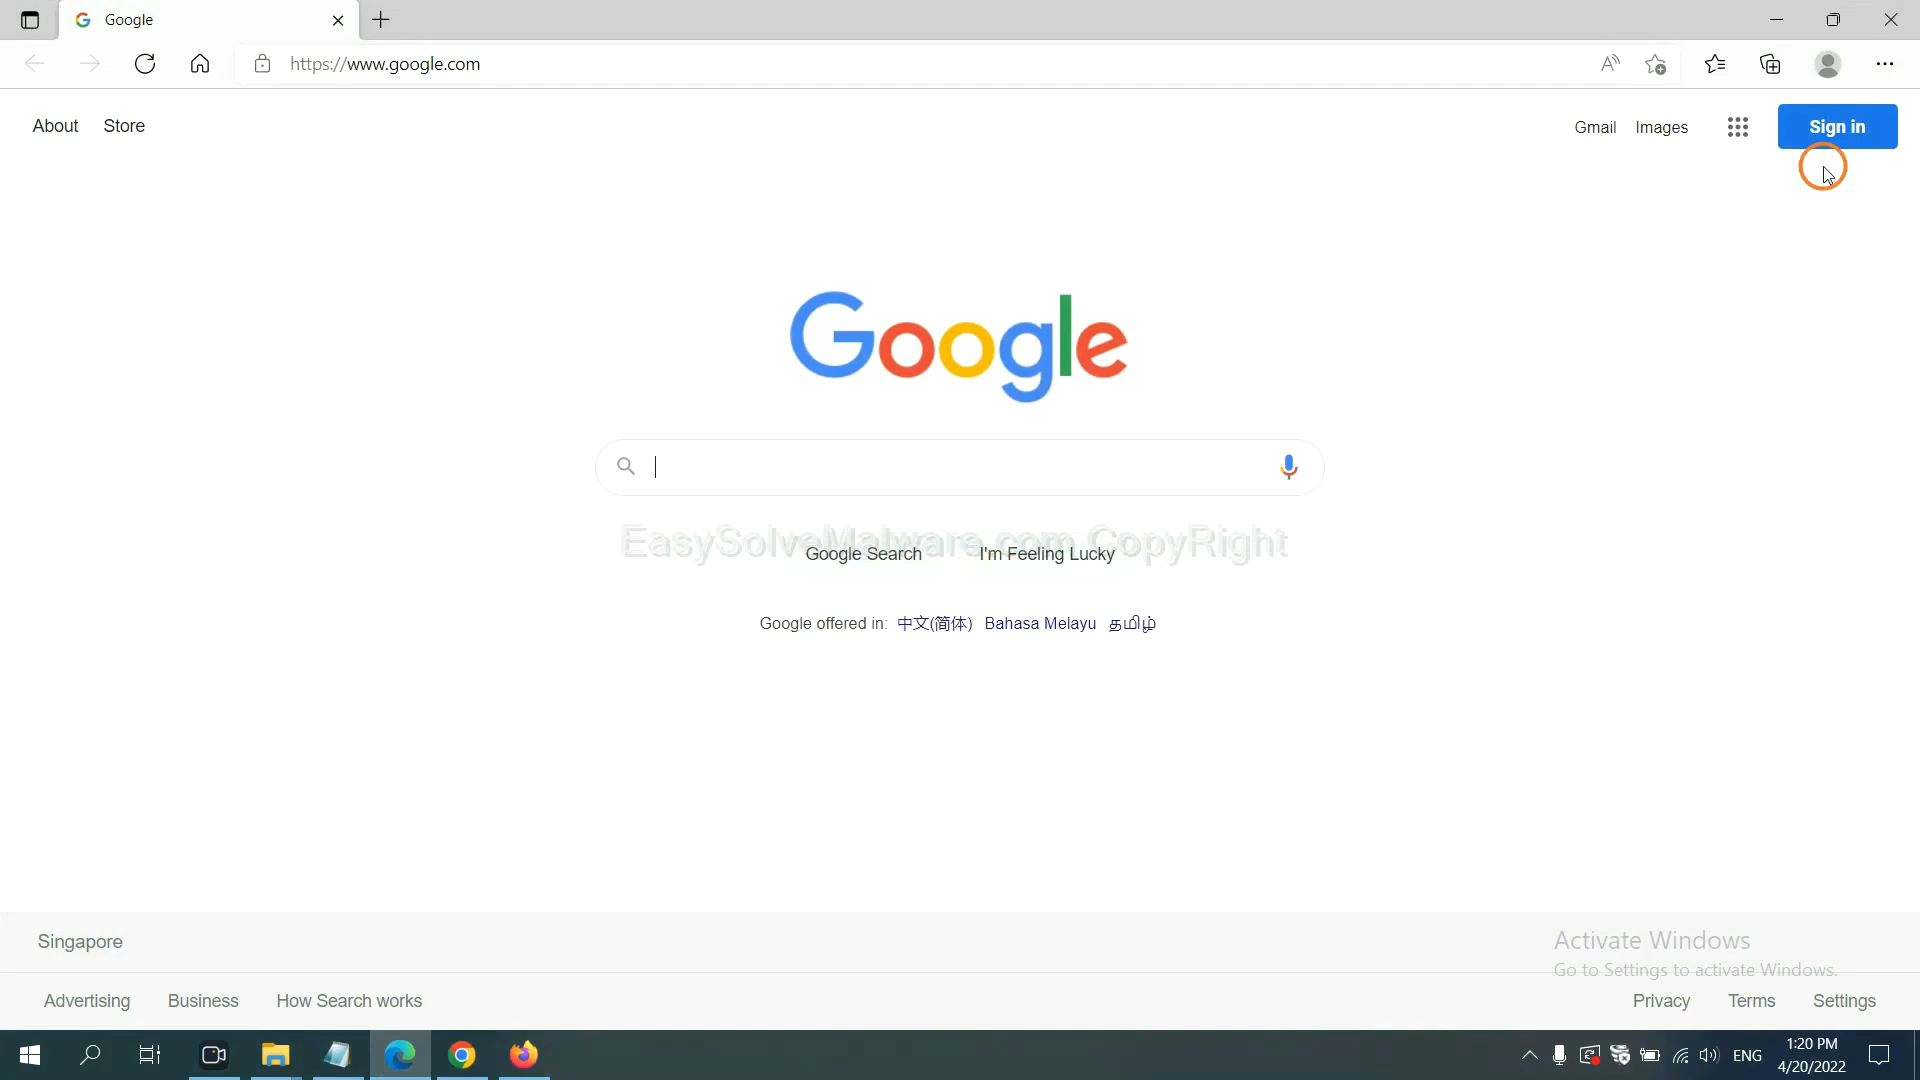 Google
https://www.google.com
About Store
Gmail Images Sign in
Google
EasySolveMalware.com CopyRight
Google Search I'm Feeling Lucky
Google offered in: 中文(简体) Bahasa Melayu தமிழ்
Singapore
Activate Windows
Go to Settings to activate Windows.
Advertising Business How Search works
Privacy Terms Settings
ENG
1:20 PM
4/20/2022